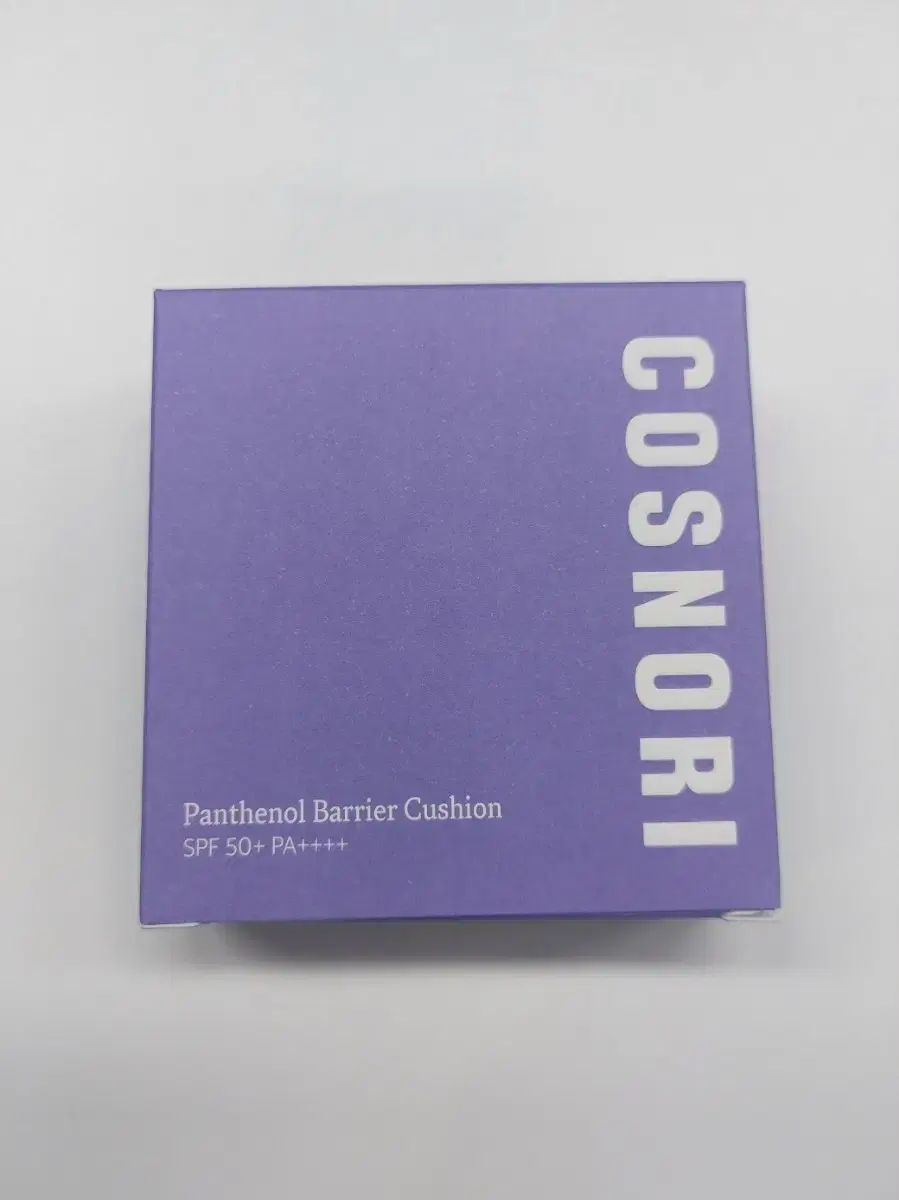 COSNORI
Panthenol Barrier Cushion
SPF 50+ PA++++